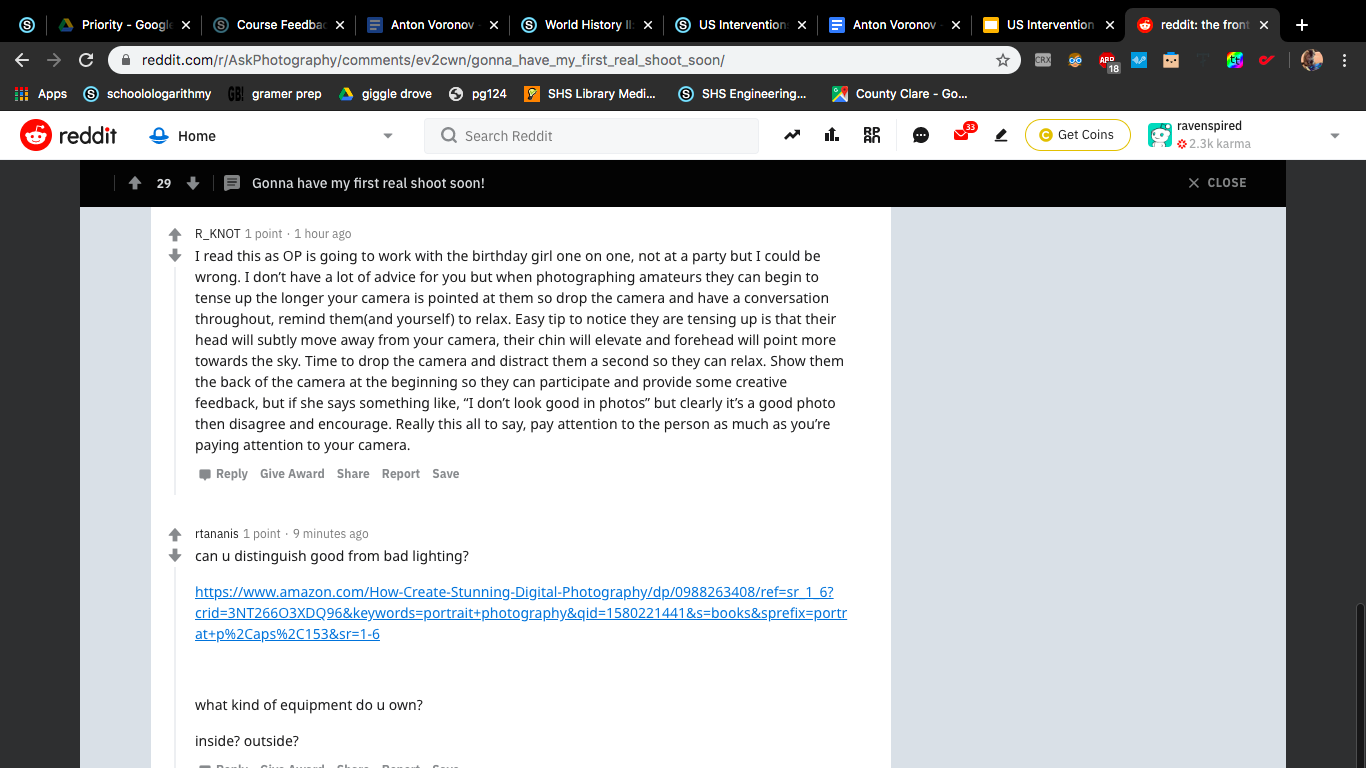 Priority - Google
Course Feedba
Anton Voronov -
World History II:
US Intervention
Anton Voronov -
US Intervention
reddit: the front
reddit.com/r/AskPhotography/comments/ev2cwn/gonna_have_my_first_real_shoot_soon/
CRX
ABP
18
Apps
schoolologarithmy
GB!
gramer prep
giggle drove
pg124
SHS Library Medi...
SHS Engineering...
County Clare - Go...
reddit
Home
Search Reddit
33
Get Coins
ravenspired
2.3k karma
29
Gonna have my first real shoot soon!
CLOSE
R_KNOT 1 point · 1 hour ago
I read this as OP is going to work with the birthday girl one on one, not at a party but I could be
wrong. I don’t have a lot of advice for you but when photographing amateurs they can begin to
tense up the longer your camera is pointed at them so drop the camera and have a conversation
throughout, remind them(and yourself) to relax. Easy tip to notice they are tensing up is that their
head will subtly move away from your camera, their chin will elevate and forehead will point more
towards the sky. Time to drop the camera and distract them a second so they can relax. Show them
the back of the camera at the beginning so they can participate and provide some creative
feedback, but if she says something like, “I don’t look good in photos” but clearly it’s a good photo
then disagree and encourage. Really this all to say, pay attention to the person as much as you’re
paying attention to your camera.
Reply Give Award Share Report Save
rtananis 1 point · 9 minutes ago
can u distinguish good from bad lighting?
https://www.amazon.com/How-Create-Stunning-Digital-Photography/dp/0988263408/ref=sr_1_6?
crid=3NT266O3XDQ96&keywords=portrait+photography&qid=1580221441&s=books&sprefix=portr
at+p%2Caps%2C153&sr=1-6
what kind of equipment do u own?
inside? outside?
Reply Give Award Share Report Save